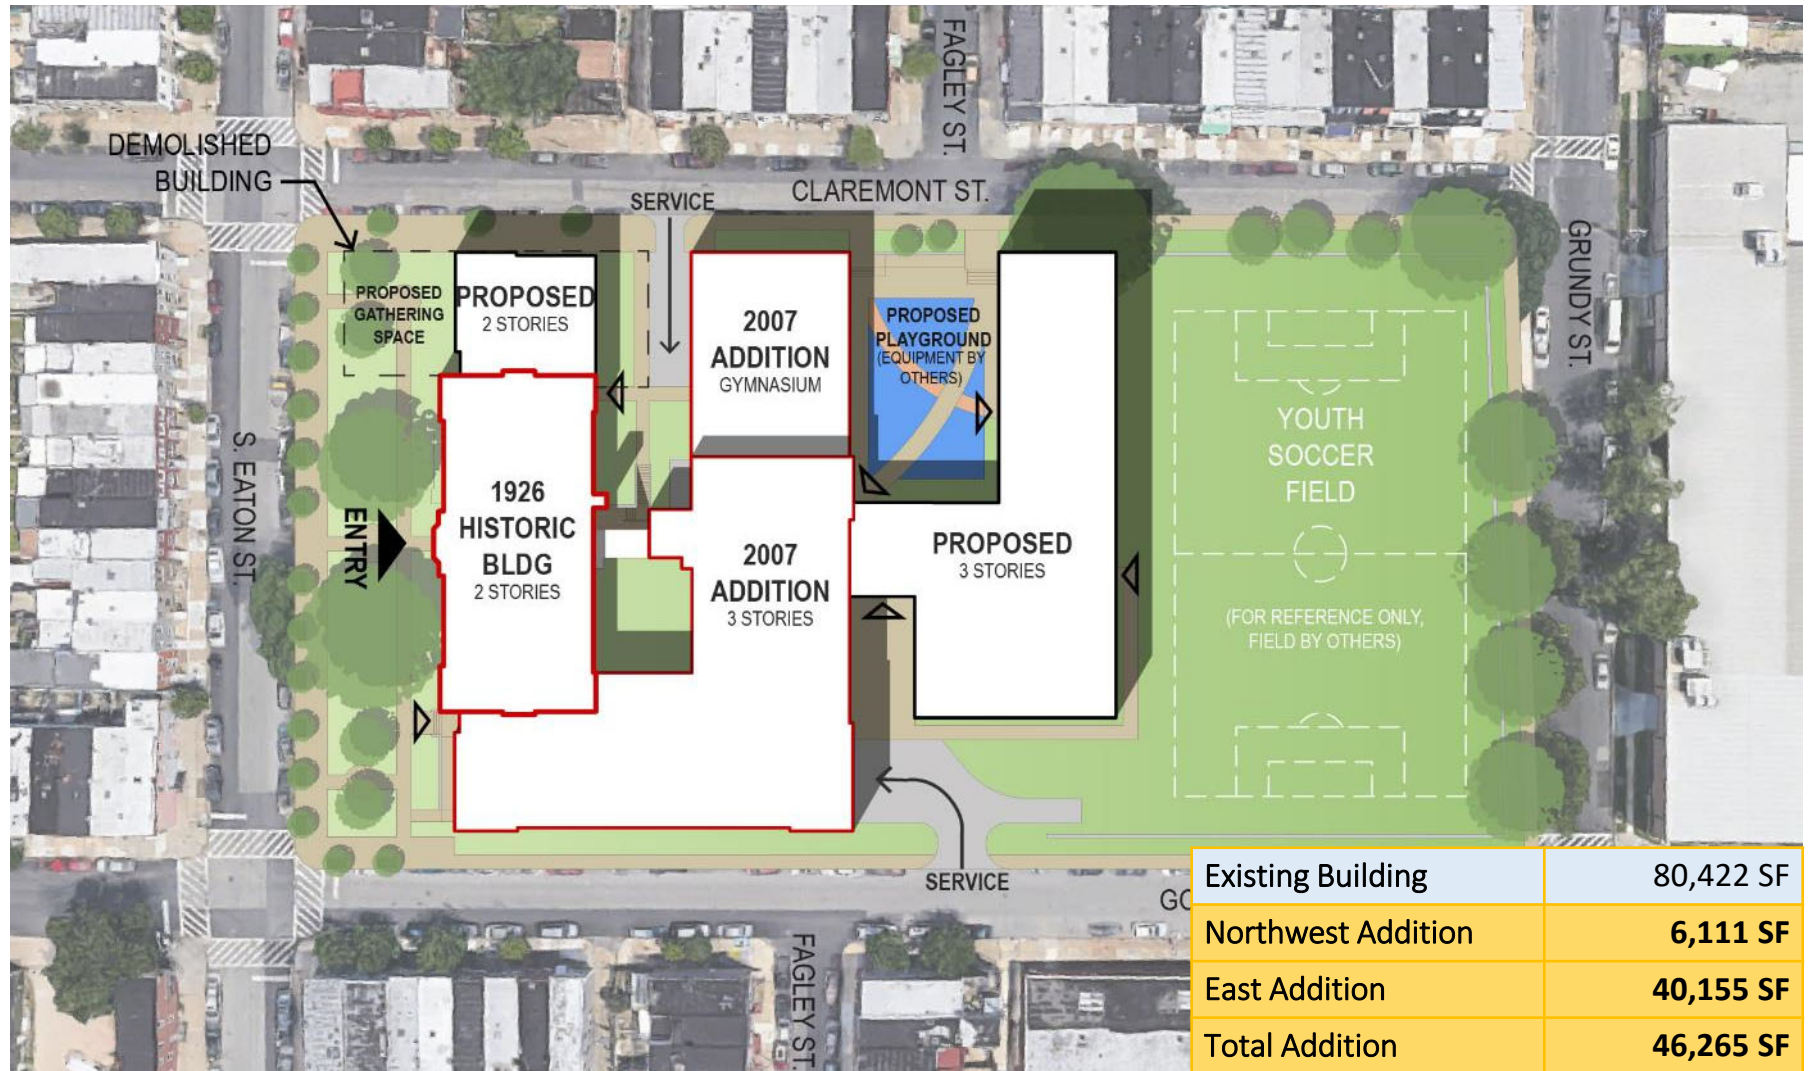 FAGLEY ST.
DEMOLISHED
BUILDING
CLAREMONT ST.
SERVICE
GRUNDY ST.
PROPOSED
GATHERING
SPACE
PROPOSED
2 STORIES
2007
ADDITION
GYMNASIUM
PROPOSED
PLAYGROUND
(EQUIPMENT BY
OTHERS)
YOUTH
SOCCER
FIELD
S. EATON ST.
ENTRY
1926
HISTORIC
BLDG
2 STORIES
2007
ADDITION
3 STORIES
PROPOSED
3 STORIES
(FOR REFERENCE ONLY,
FIELD BY OTHERS)
SERVICE
GO
FAGLEY ST.
Existing Building 80,422 SF
Northwest Addition 6,111 SF
East Addition 40,155 SF
Total Addition 46,265 SF